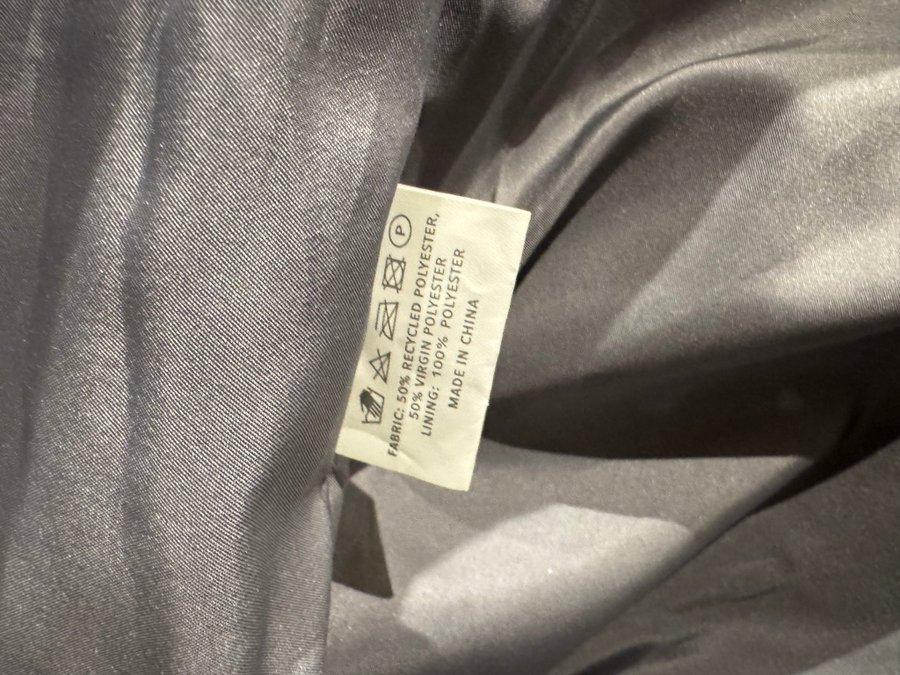 P
FABRIC: 50% RECYCLED POLYESTER,
50% VIRGIN POLYESTER
LINING: 100% POLYESTER
MADE IN CHINA